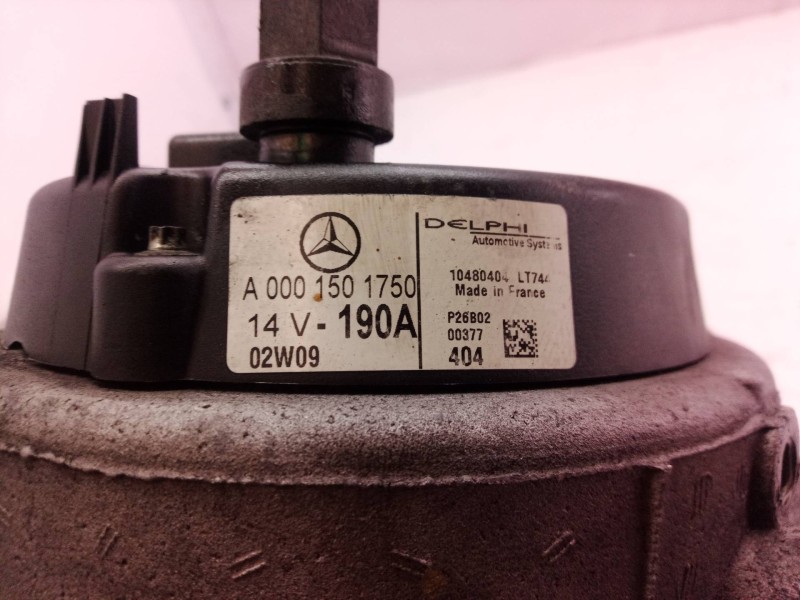 A 000 150 1750
14 V - 190A
02W09
DELPHI
Automotive Systems
10480404 LT744
Made in France
P26B02
00377
404